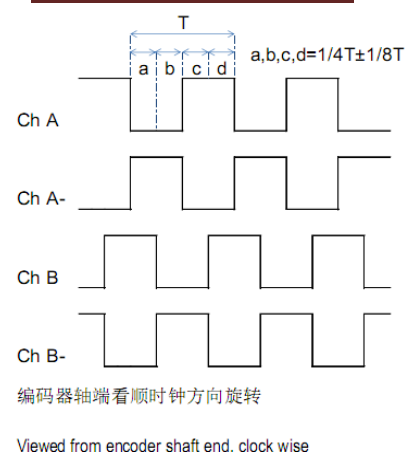 T
a b c d
a,b,c,d=1/4T±1/8T
Ch A
Ch A-
Ch B
Ch B-
编码器轴端看顺时钟方向旋转
Viewed from encoder shaft end, clock wise